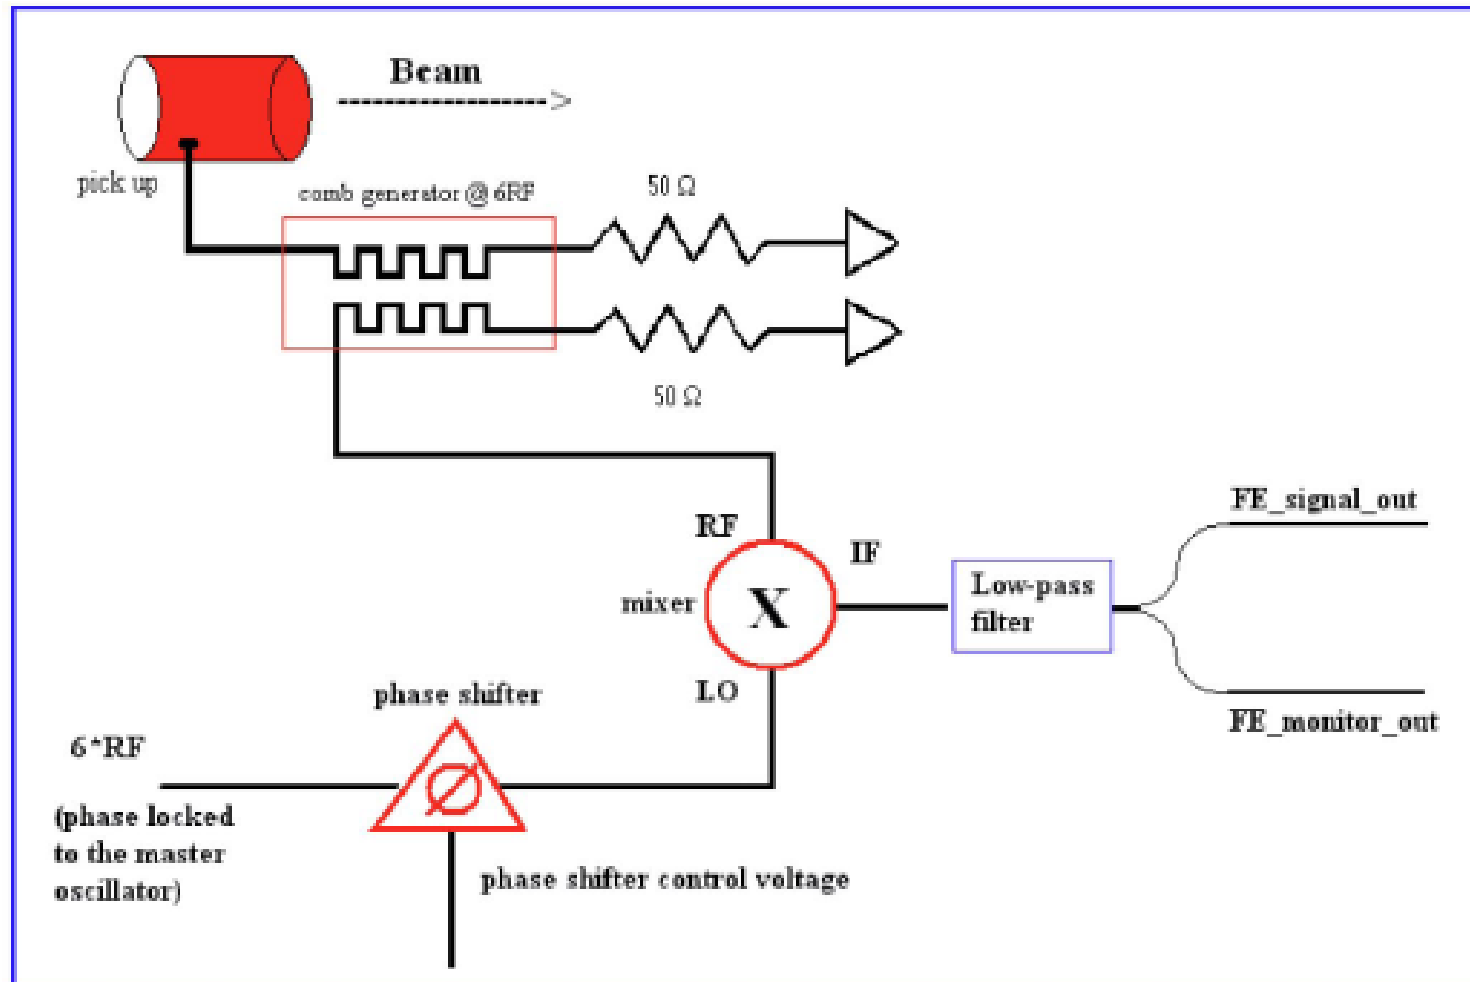 Beam
pick up
comb generator @ 6RF
50 Ω
50 Ω
RF
IF
FE_signal_out
mixer
X
Low-pass
filter
LO
phase shifter
FE_monitor_out
6*RF
(phase locked
to the master
oscillator)
phase shifter control voltage